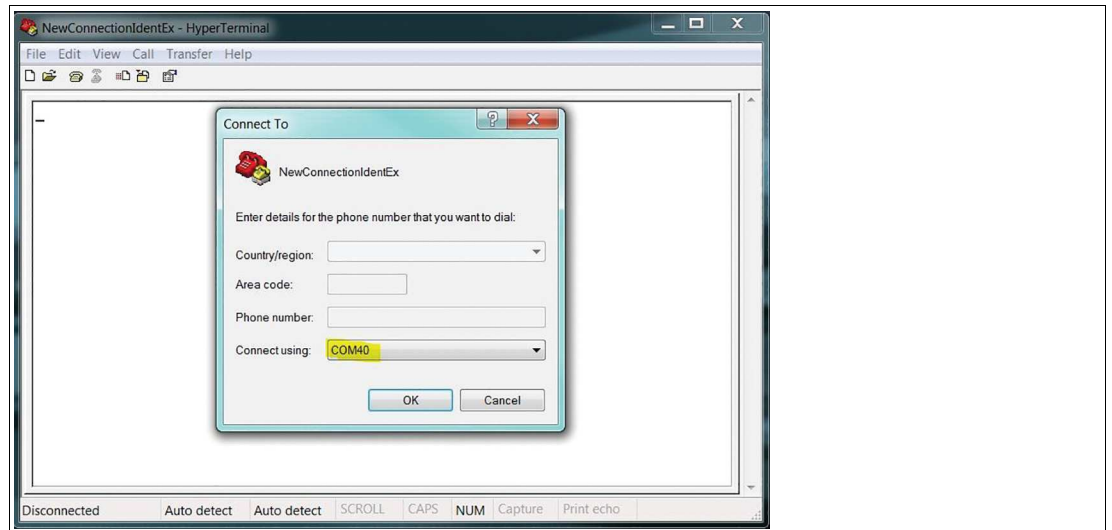 NewConnectionIdentEx - HyperTerminal
File Edit View Call Transfer Help
Connect To
NewConnectionIdentEx
Enter details for the phone number that you want to dial:
Country/region:
Area code:
Phone number:
Connect using: COM40
OK Cancel
Disconnected Auto detect Auto detect SCROLL CAPS NUM Capture Print echo